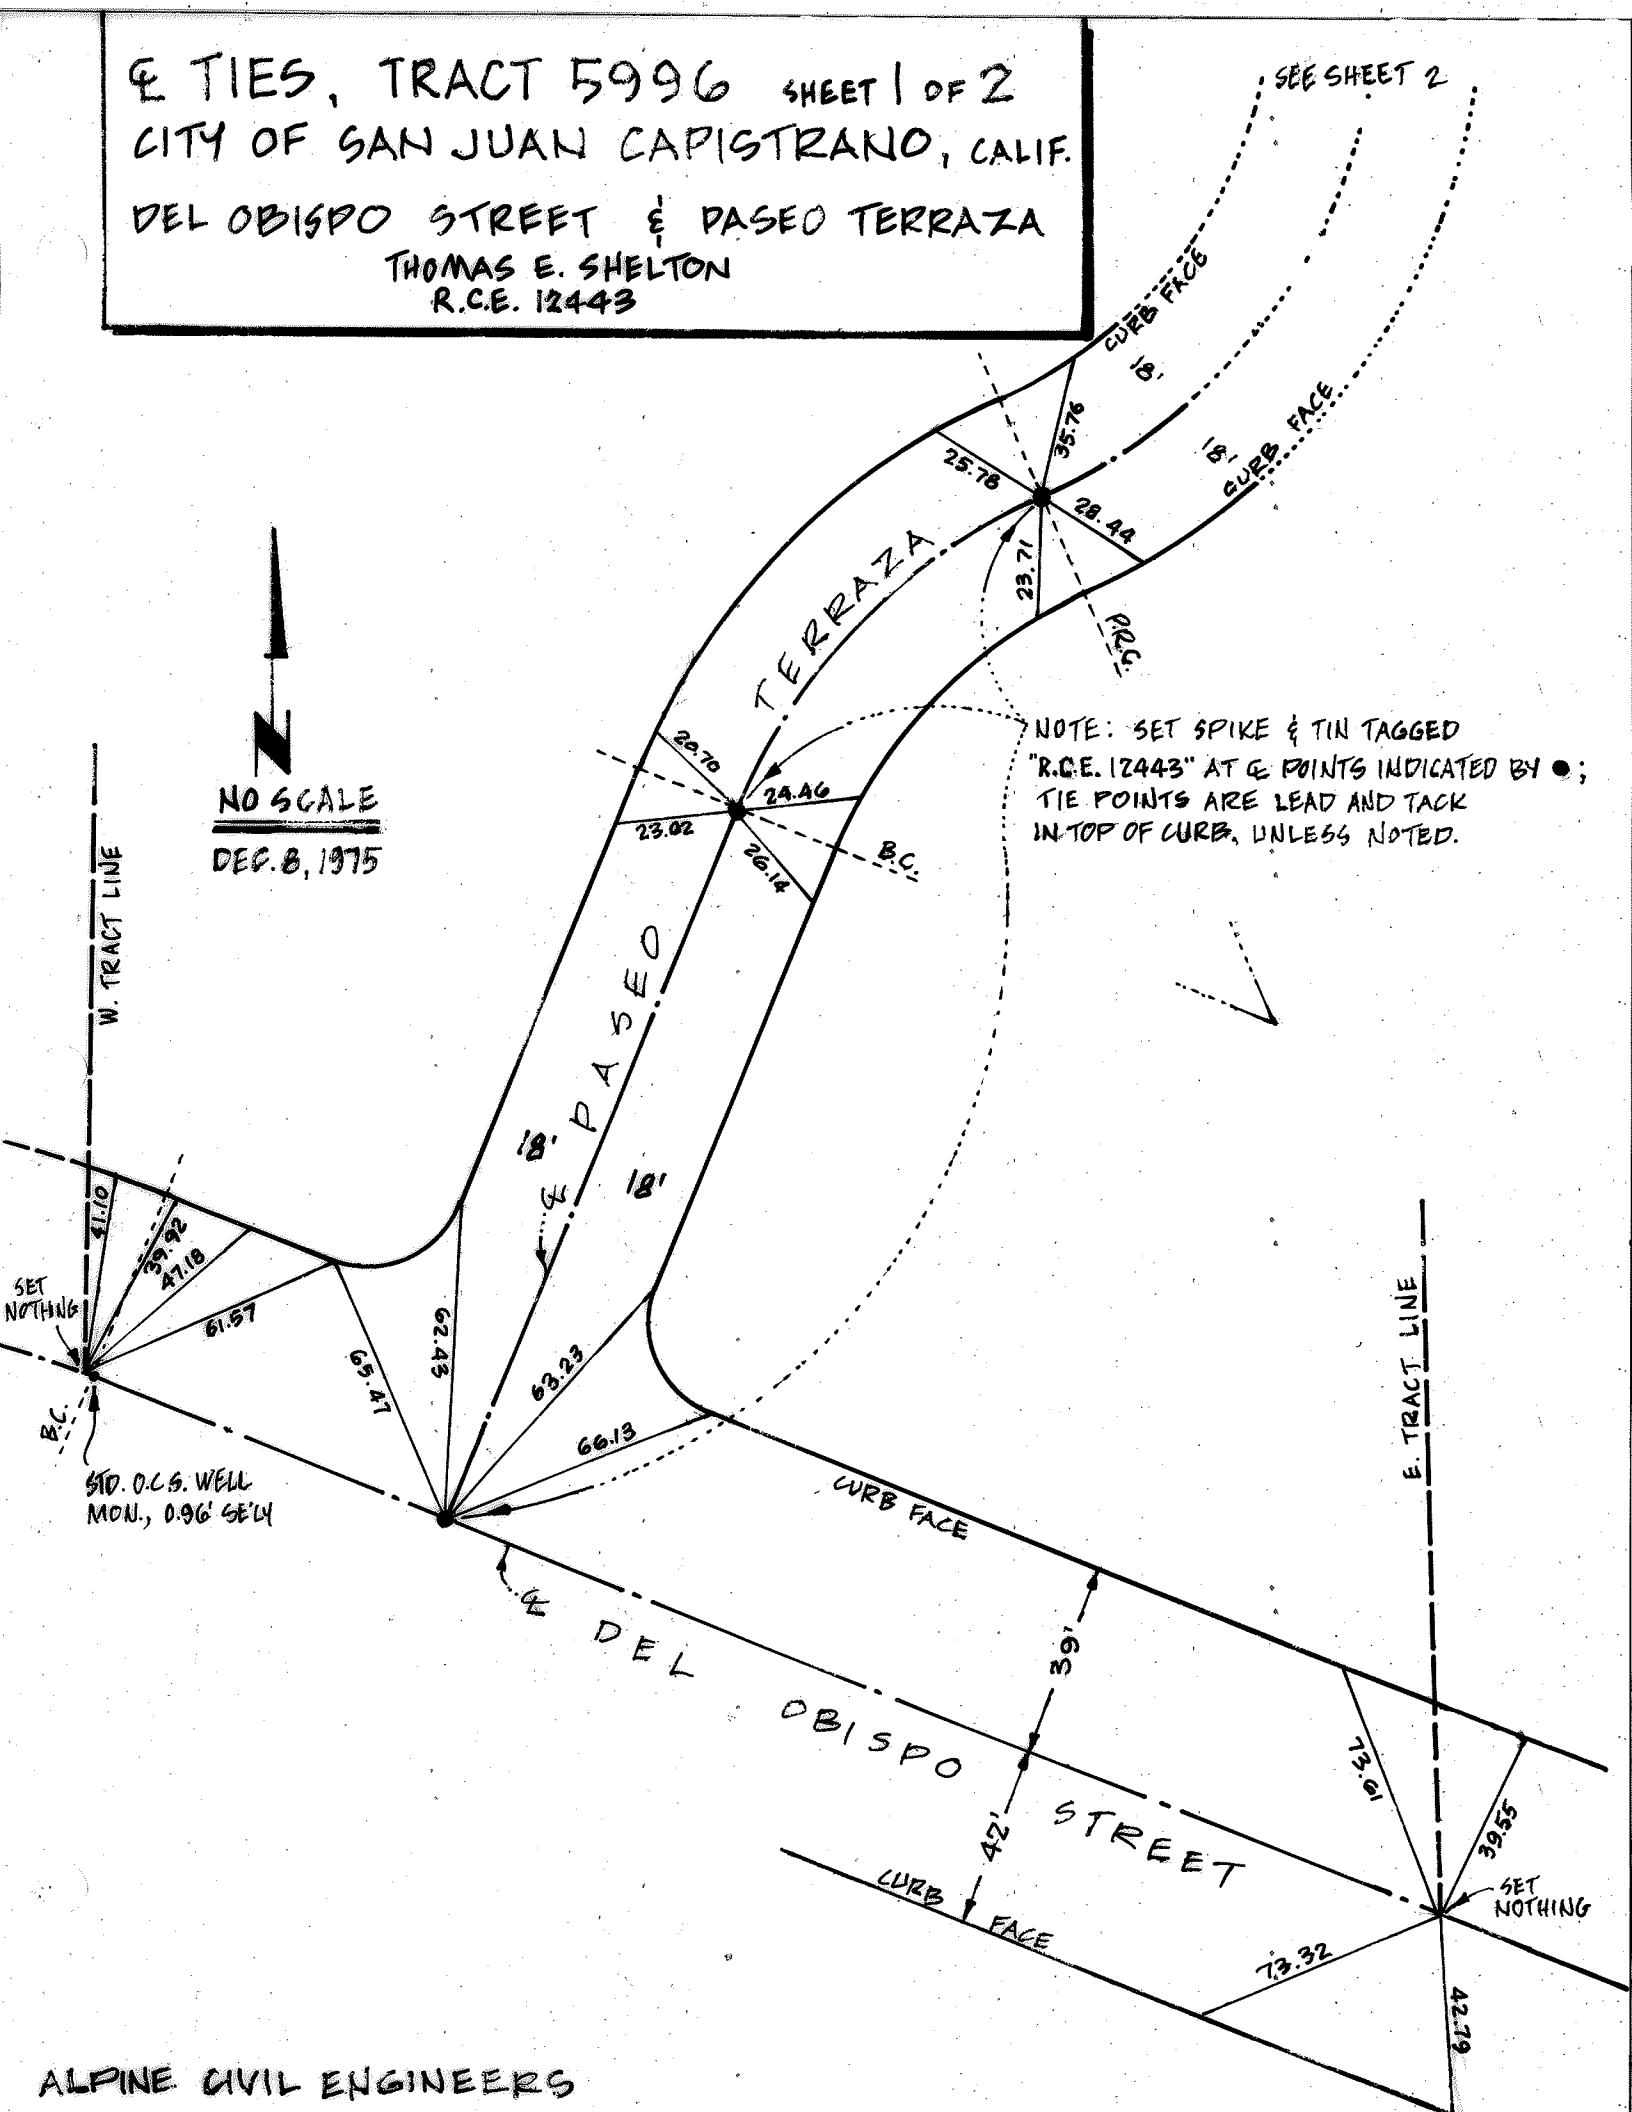 ℄ TIES, TRACT 5996 SHEET 1 OF 2
CITY OF SAN JUAN CAPISTRANO, CALIF.
DEL OBISPO STREET & PASEO TERRAZA
THOMAS E. SHELTON
R.C.E. 12443
SEE SHEET 2
CURB FACE
18'
18'
CURB FACE
35.76
25.78
28.44
23.71
P.R.C.
TERRAZA
NOTE: SET SPIKE & TIN TAGGED
"R.C.E. 12443" AT ℄ POINTS INDICATED BY ●;
TIE POINTS ARE LEAD AND TACK
IN TOP OF CURB, UNLESS NOTED.
N
NO SCALE
DEC. 8, 1975
20.70
24.46
23.02
26.14
B.C.
W. TRACT LINE
PASEO
18'
℄
18'
41.10
39.92
47.18
61.57
SET
NOTHING
B.C.
STD. O.C.S. WELL
MON., 0.96' SE'LY
65.47
62.43
63.23
66.13
CURB FACE
E. TRACT LINE
℄ DEL OBISPO STREET
39'
42'
CURB FACE
73.61
39.55
SET
NOTHING
73.32
42.79
ALPINE CIVIL ENGINEERS